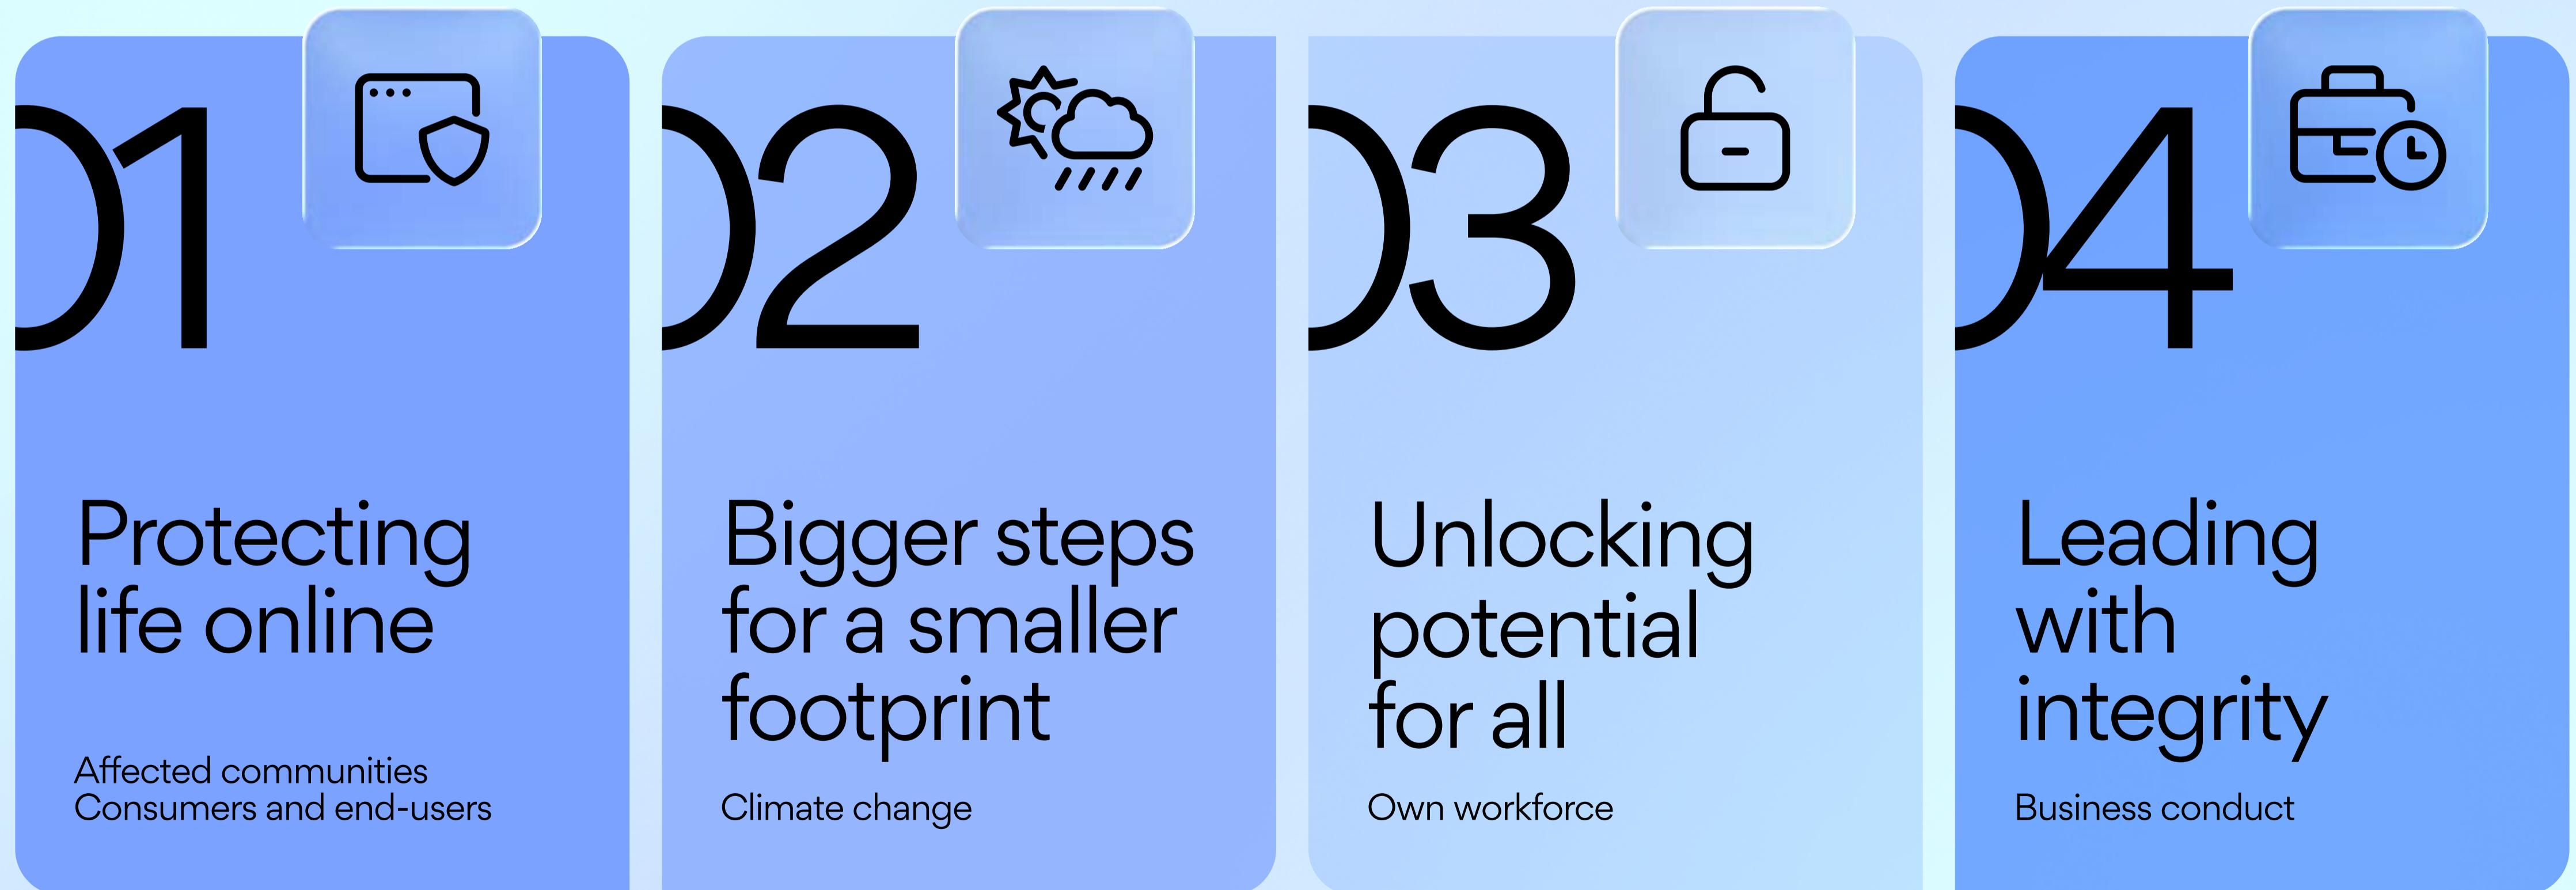 01
Protecting
life online
Affected communities
Consumers and end-users
02
Bigger steps
for a smaller
footprint
Climate change
03
Unlocking
potential
for all
Own workforce
04
Leading
with
integrity
Business conduct